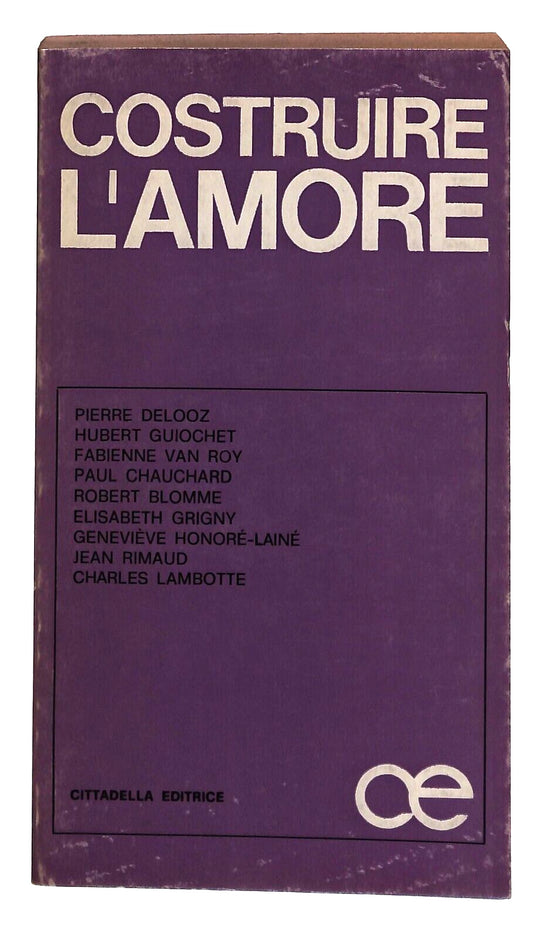 COSTRUIRE
L'AMORE
PIERRE DELOOZ
HUBERT GUIOCHET
FABIENNE VAN ROY
PAUL CHAUCHARD
ROBERT BLOMME
ELISABETH GRIGNY
GENEVIÈVE HONORÉ-LAINÉ
JEAN RIMAUD
CHARLES LAMBOTTE
CITTADELLA EDITRICE
ce